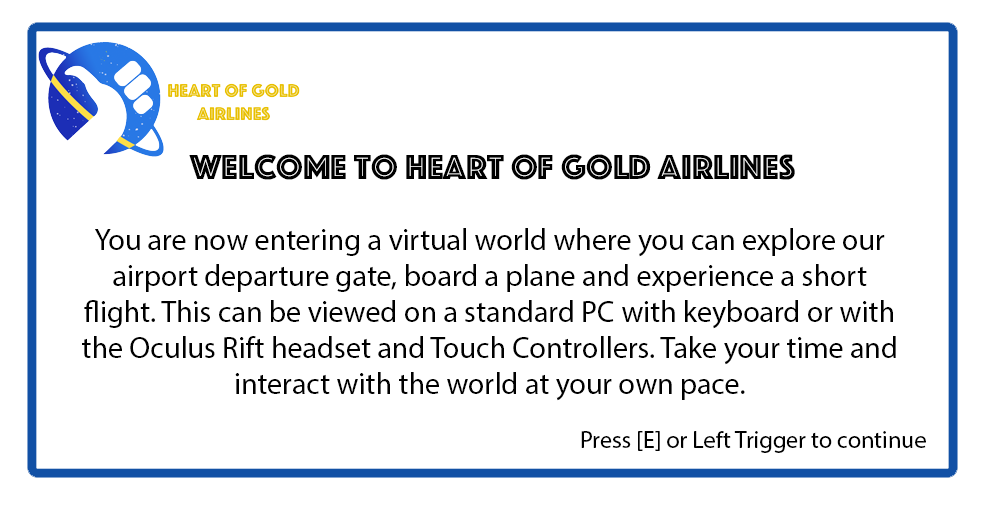 HEART OF GOLD
AIRLINES
WELCOME TO HEART OF GOLD AIRLINES
You are now entering a virtual world where you can explore our
airport departure gate, board a plane and experience a short
flight. This can be viewed on a standard PC with keyboard or with
the Oculus Rift headset and Touch Controllers. Take your time and
interact with the world at your own pace.
Press [E] or Left Trigger to continue